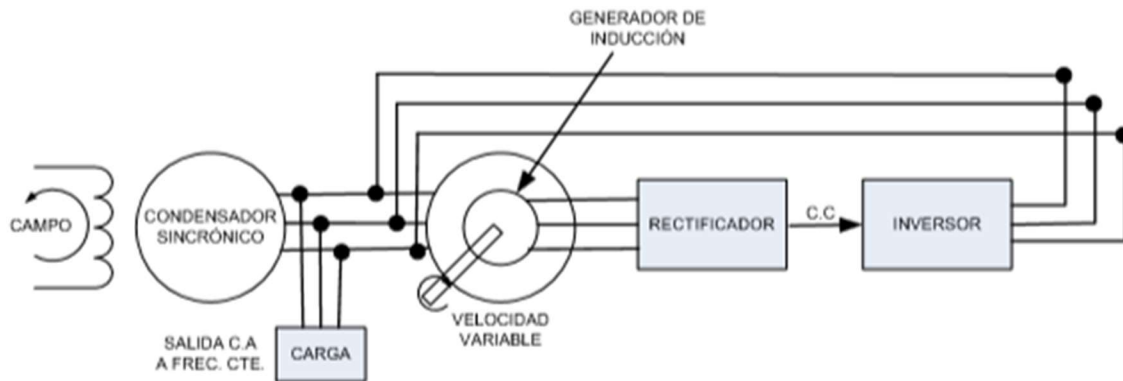 GENERADOR DE
INDUCCIÓN
CAMPO
CONDENSADOR
SINCRÓNICO
RECTIFICADOR
C.C
INVERSOR
VELOCIDAD
VARIABLE
SALIDA C.A
A FREC. CTE.
CARGA